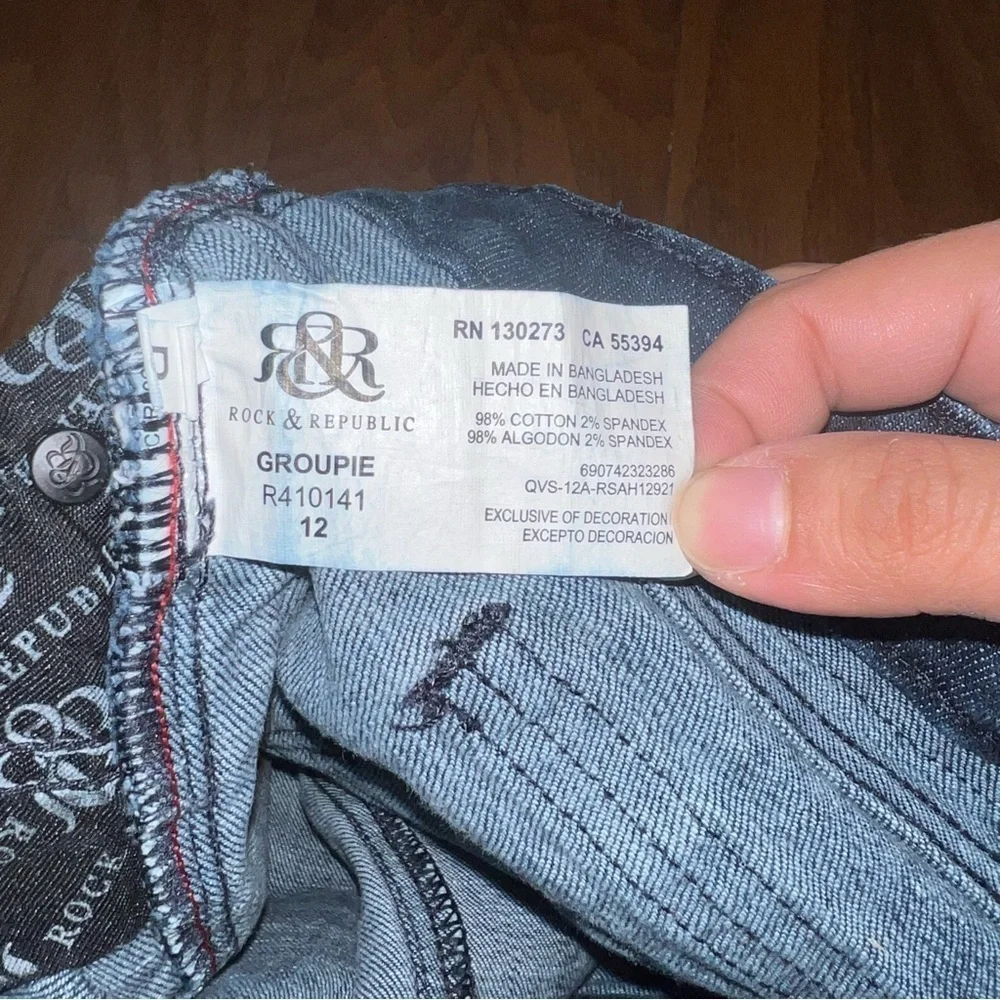 R&R
ROCK & REPUBLIC
GROUPIE
R410141
12
RN 130273 CA 55394
MADE IN BANGLADESH
HECHO EN BANGLADESH
98% COTTON 2% SPANDEX
98% ALGODON 2% SPANDEX
690742323286
QVS-12A-RSAH12921
EXCLUSIVE OF DECORATION
EXCEPTO DECORACION
REPUBLIC
ROCK